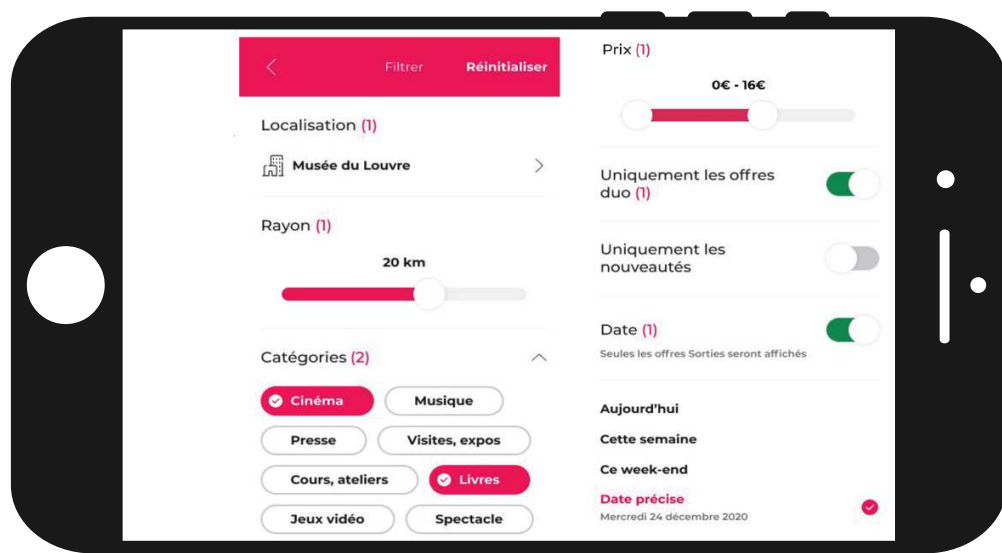 Filtrer Réinitialiser
Localisation (1)
Musée du Louvre
Rayon (1)
20 km
Catégories (2)
Cinéma Musique
Presse Visites, expos
Cours, ateliers Livres
Jeux vidéo Spectacle
Prix (1)
0€ - 16€
Uniquement les offres
duo (1)
Uniquement les
nouveautés
Date (1)
Seules les offres Sorties seront affichés
Aujourd'hui
Cette semaine
Ce week-end
Date précise
Mercredi 24 décembre 2020